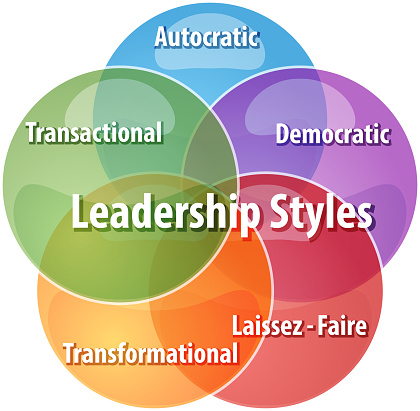 Autocratic
Transactional
Democratic
Leadership Styles
Laissez - Faire
Transformational